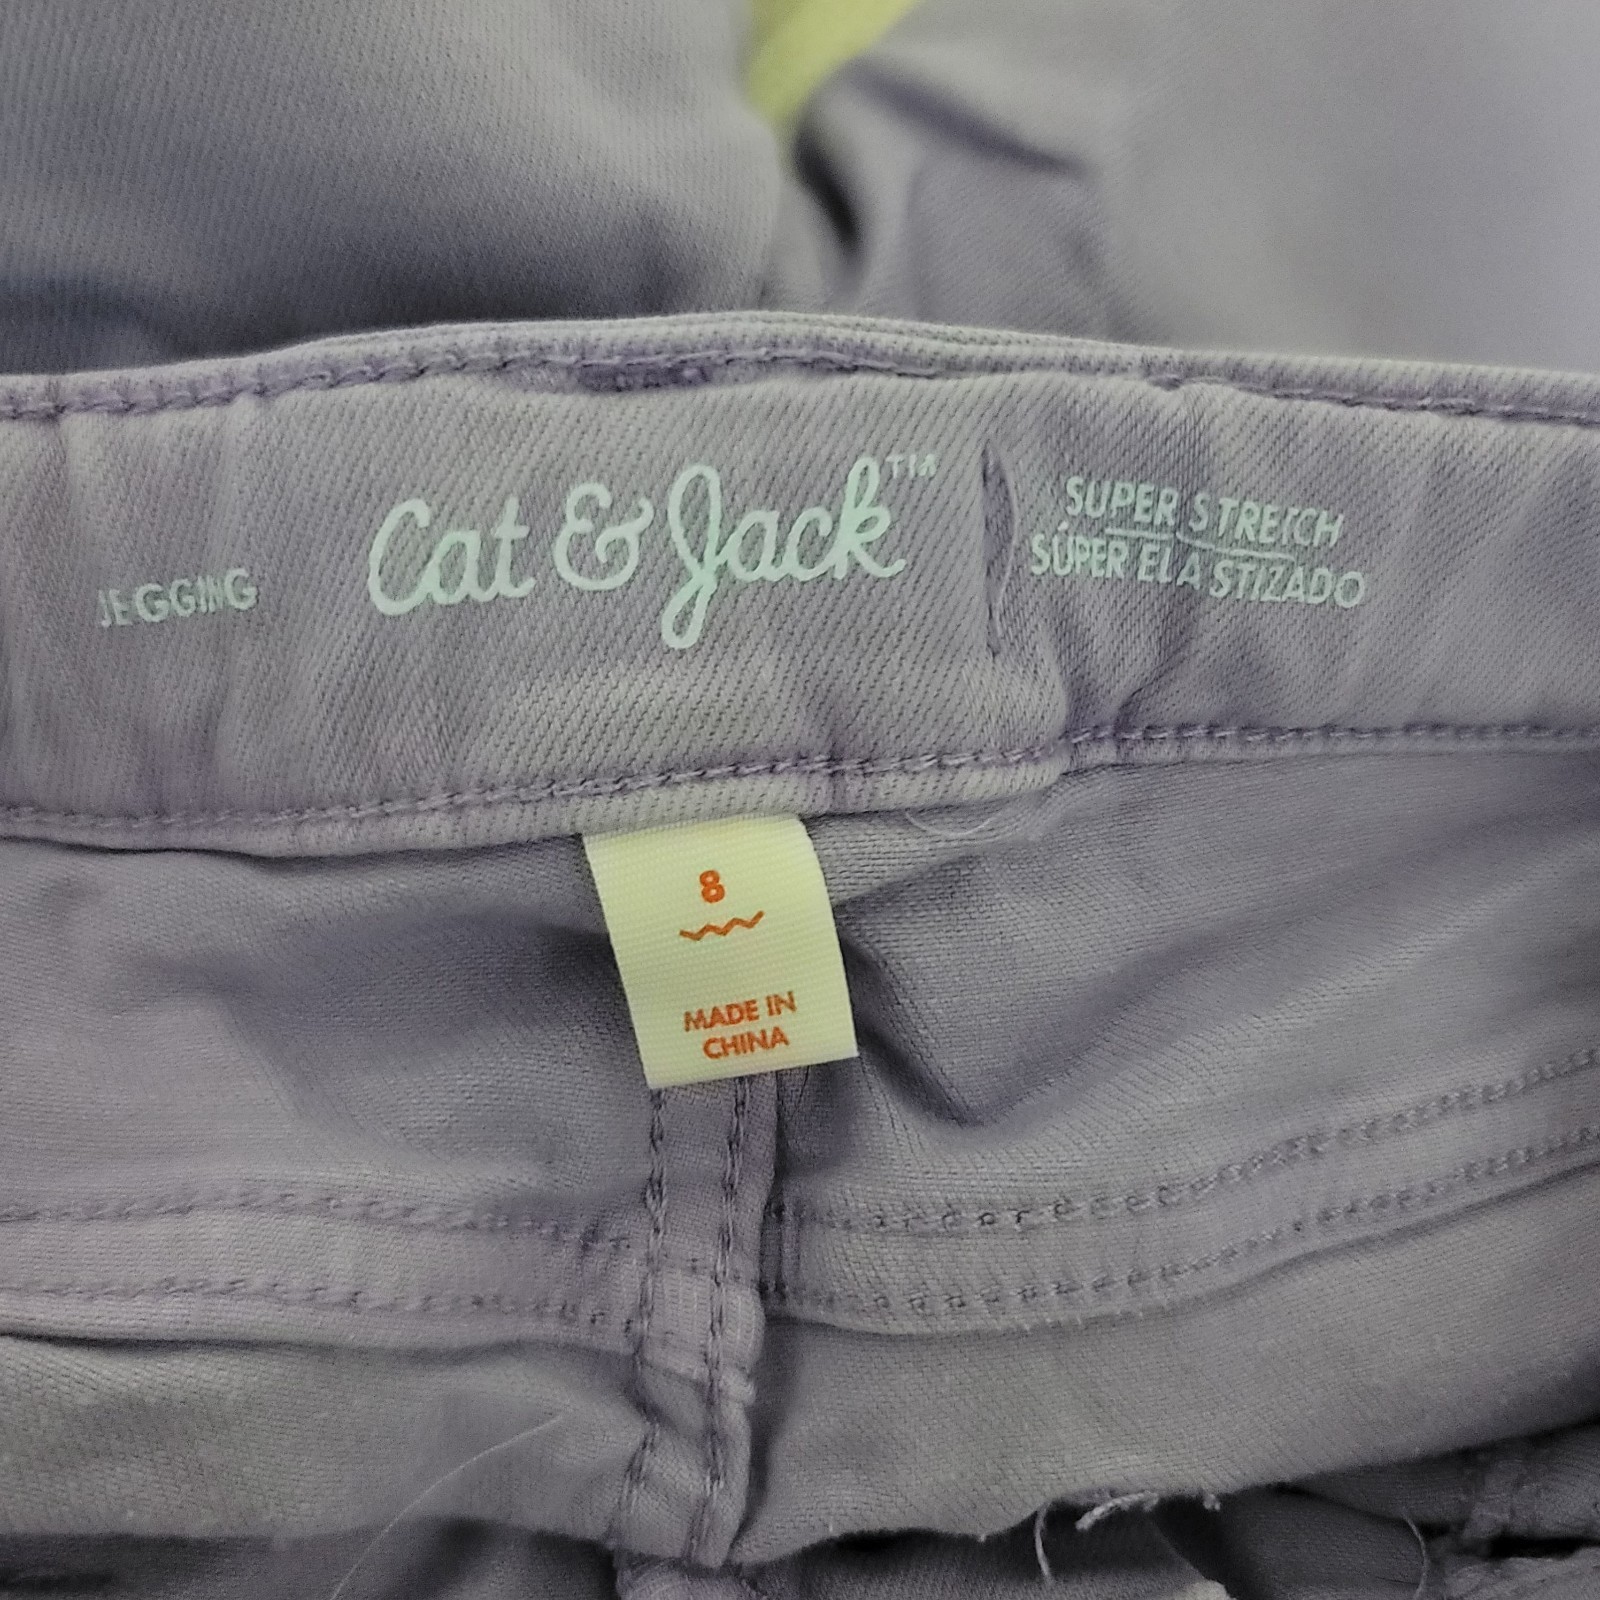 JEGGING
Cat & Jack™
SUPER STRETCH
SÚPER ELASTIZADO
8
MADE IN
CHINA